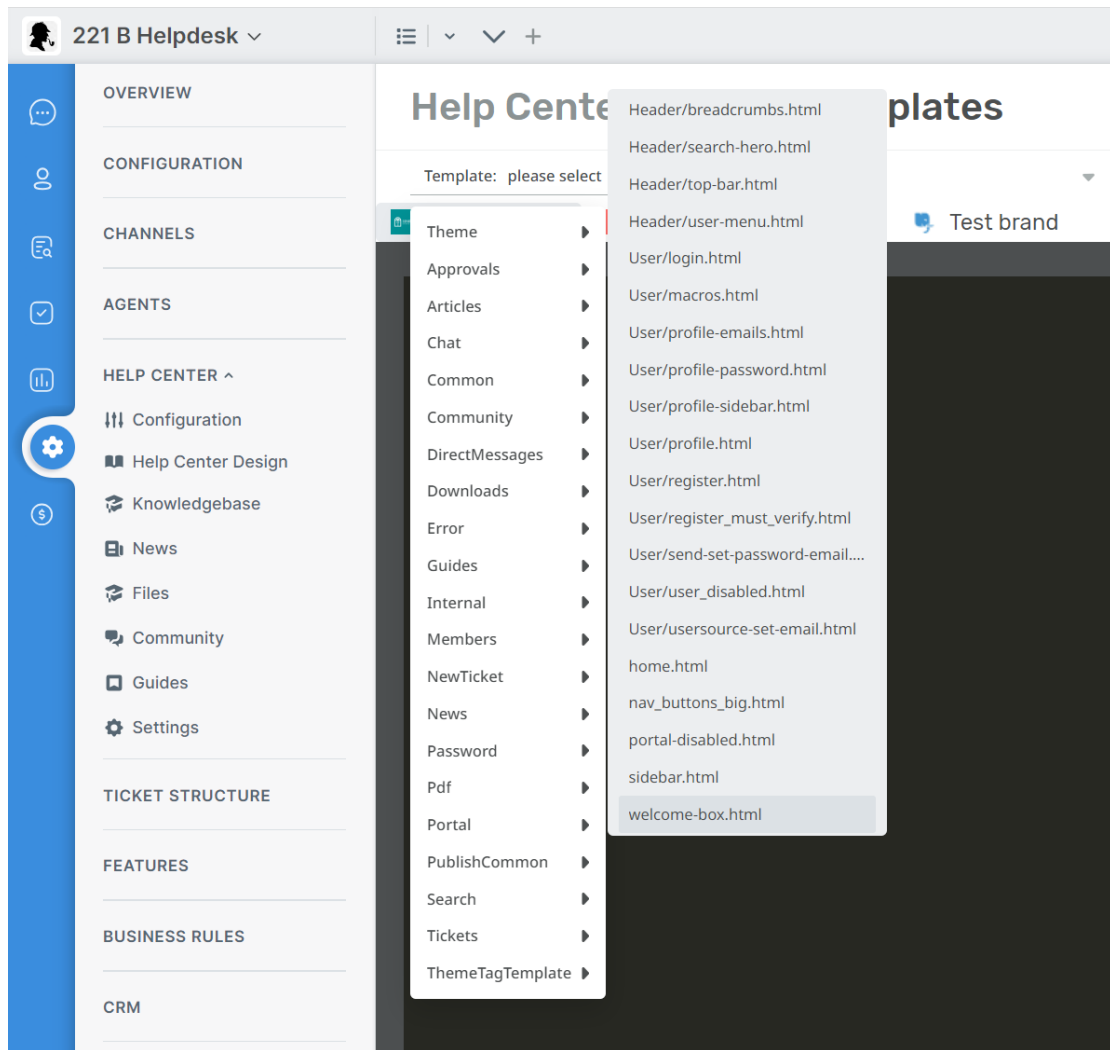 221 B Helpdesk
OVERVIEW
CONFIGURATION
CHANNELS
AGENTS
HELP CENTER
Configuration
Help Center Design
Knowledgebase
News
Files
Community
Guides
Settings
TICKET STRUCTURE
FEATURES
BUSINESS RULES
CRM
Help Cente plates
Template: please select
Test brand
Theme
Approvals
Articles
Chat
Common
Community
DirectMessages
Downloads
Error
Guides
Internal
Members
NewTicket
News
Password
Pdf
Portal
PublishCommon
Search
Tickets
ThemeTagTemplate
Header/breadcrumbs.html
Header/search-hero.html
Header/top-bar.html
Header/user-menu.html
User/login.html
User/macros.html
User/profile-emails.html
User/profile-password.html
User/profile-sidebar.html
User/profile.html
User/register.html
User/register_must_verify.html
User/send-set-password-email....
User/user_disabled.html
User/usersource-set-email.html
home.html
nav_buttons_big.html
portal-disabled.html
sidebar.html
welcome-box.html